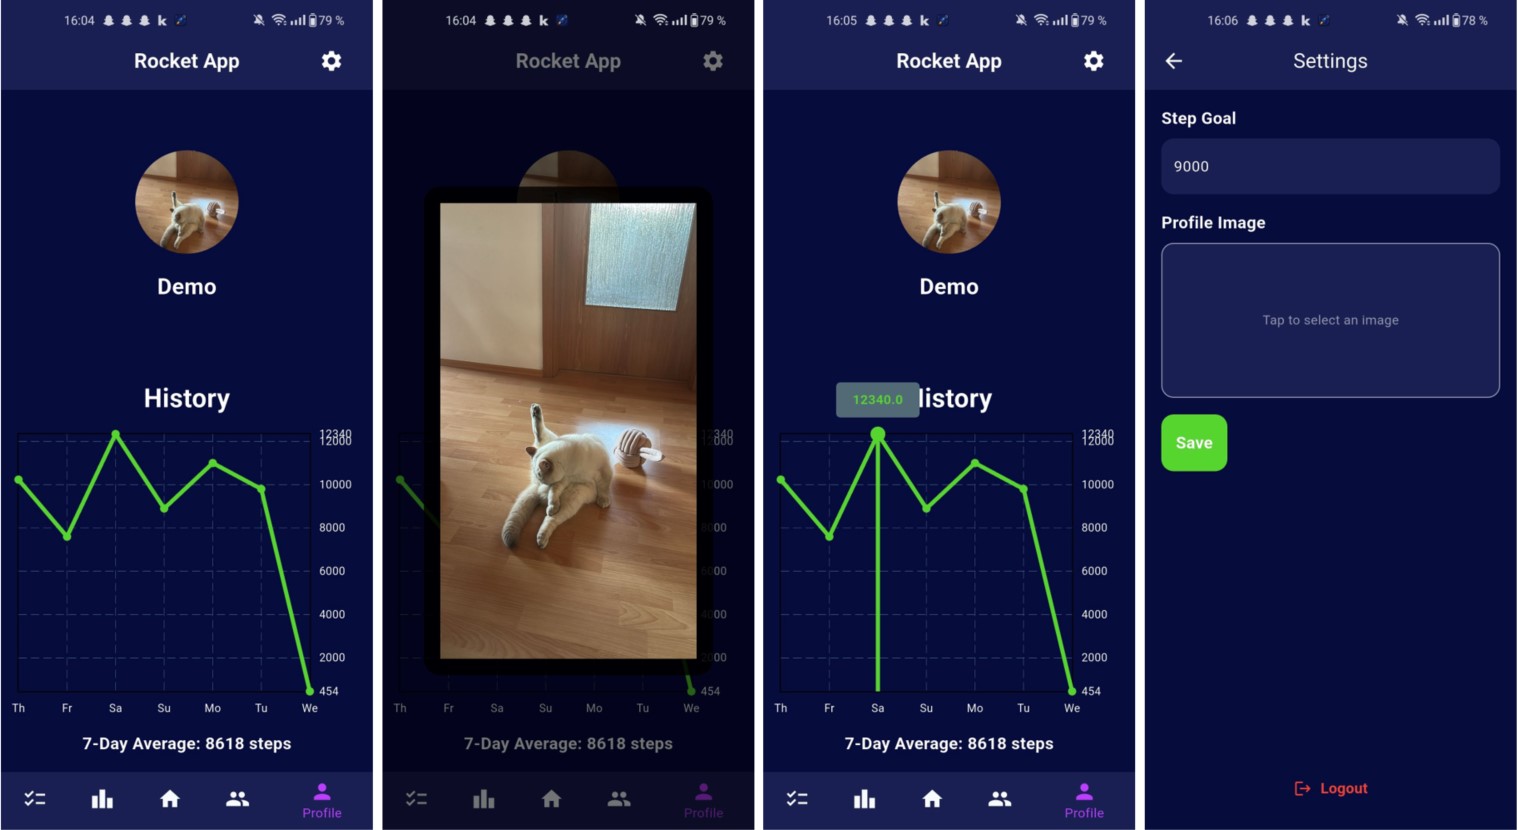 16:04 k 79 %
Rocket App
Demo
History
12340
12000
10000
8000
6000
4000
2000
454
Th Fr Sa Su Mo Tu We
7-Day Average: 8618 steps
Profile
16:04 k 79 %
Rocket App
12340
12000
10000
8000
6000
4000
2000
454
Th Fr Sa Su Mo Tu We
7-Day Average: 8618 steps
Profile
16:05 k 79 %
Rocket App
Demo
12340.0 listory
12340
12000
10000
8000
6000
4000
2000
454
Th Fr Sa Su Mo Tu We
7-Day Average: 8618 steps
Profile
16:06 k 78 %
Settings
Step Goal
9000
Profile Image
Tap to select an image
Save
Logout